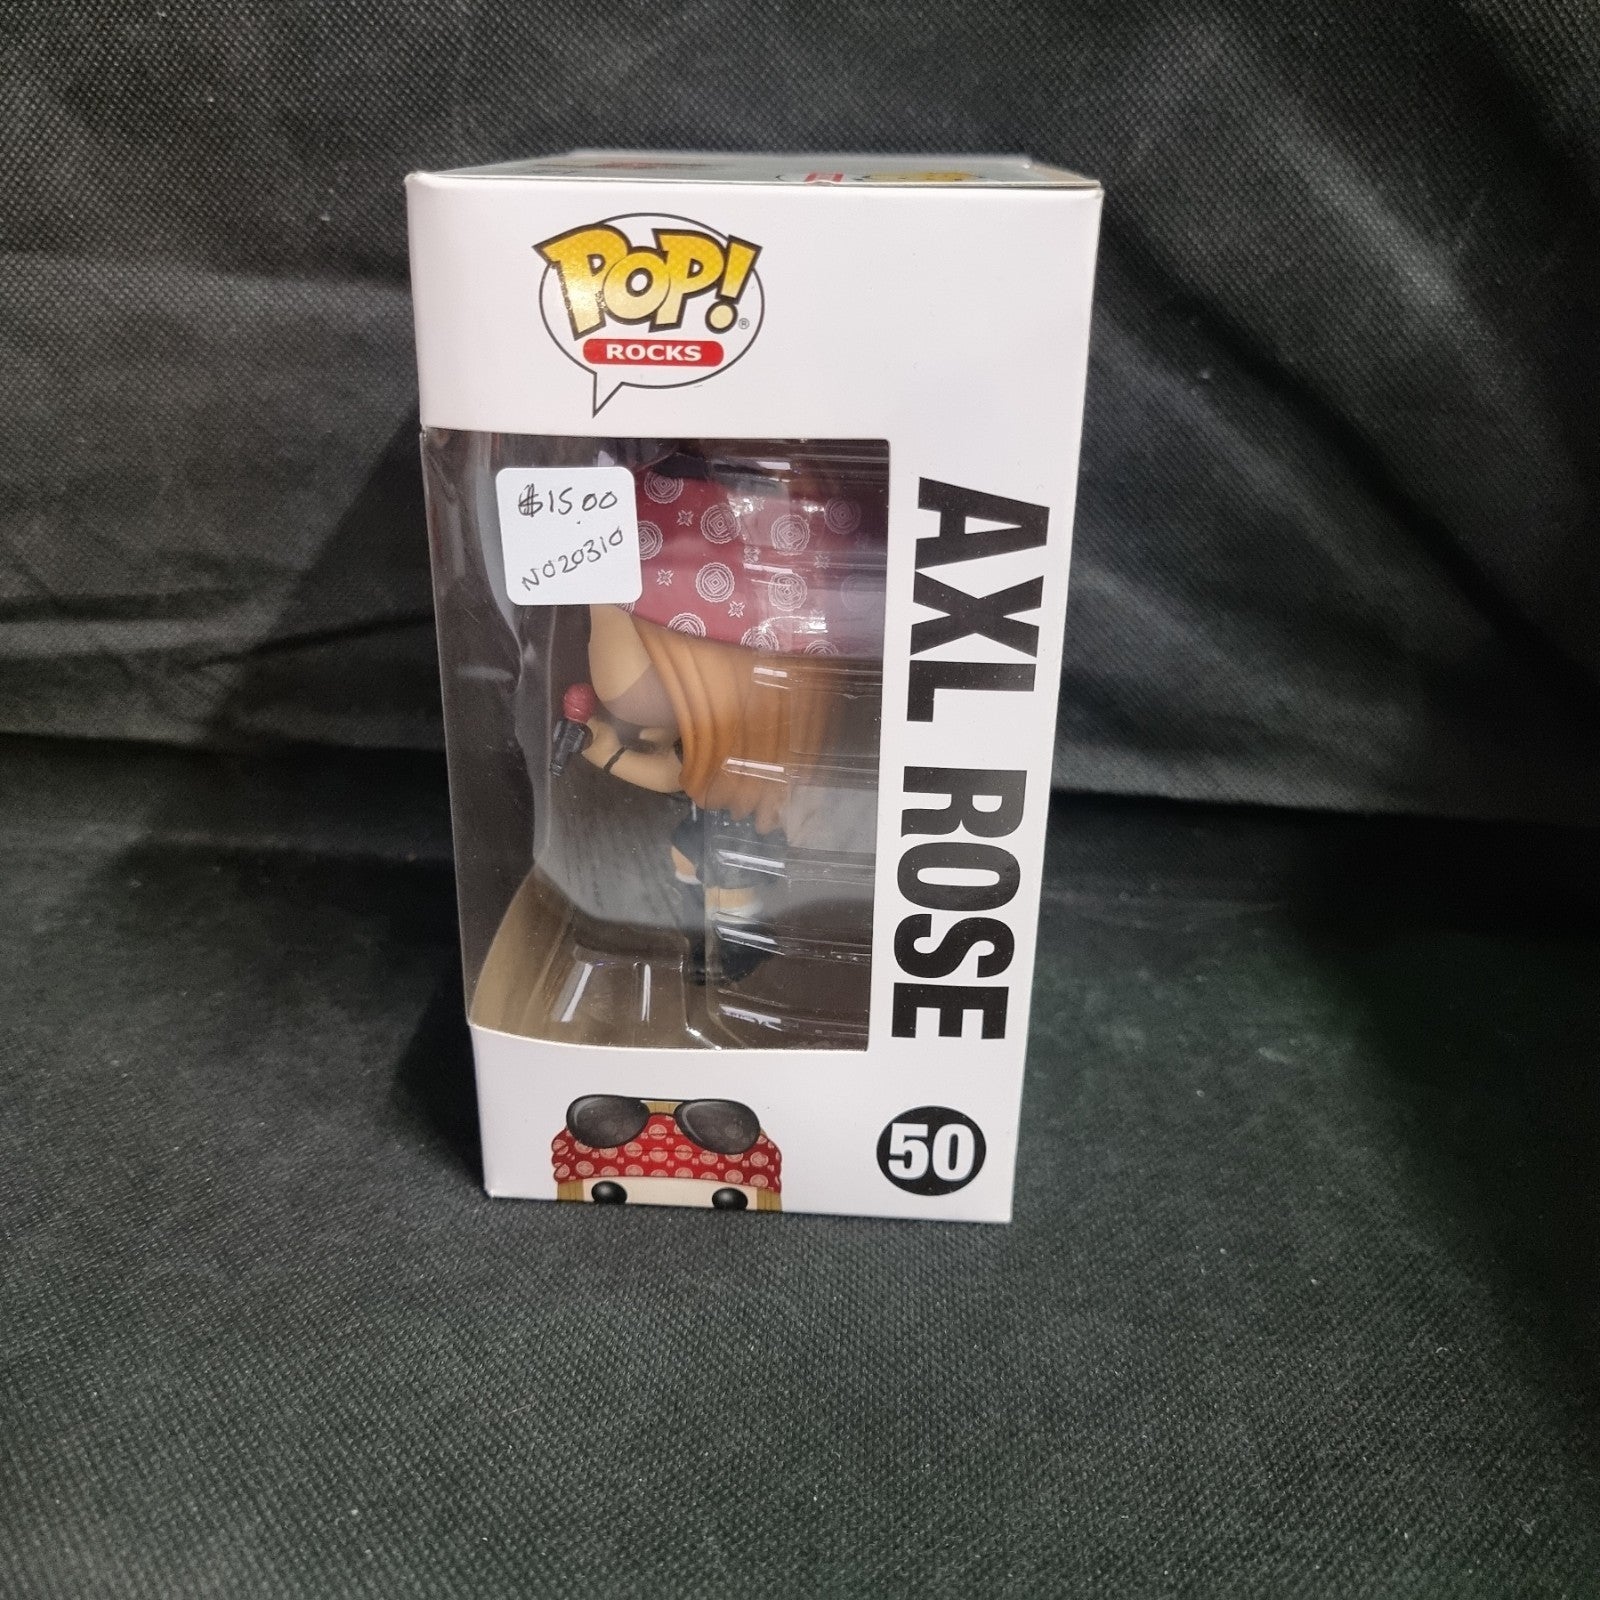 POP!®
ROCKS
$15.00
N020310
AXL ROSE
50